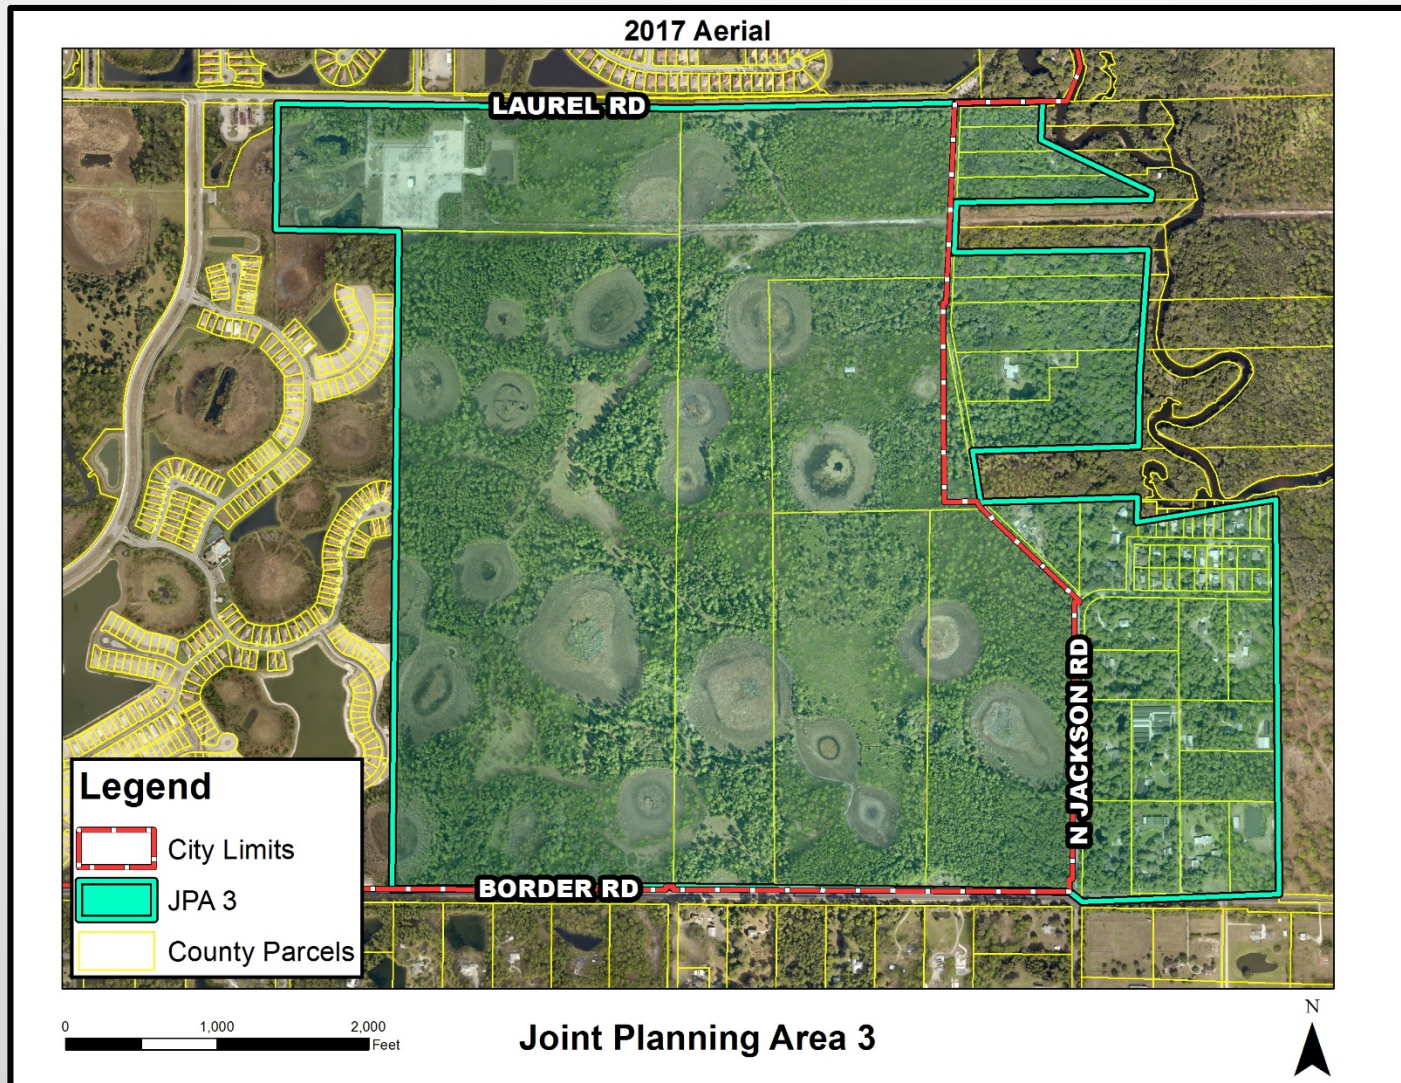 2017 Aerial
LAUREL RD
N JACKSON RD
BORDER RD
Legend
City Limits
JPA 3
County Parcels
0 1,000 2,000
Feet
Joint Planning Area 3
N